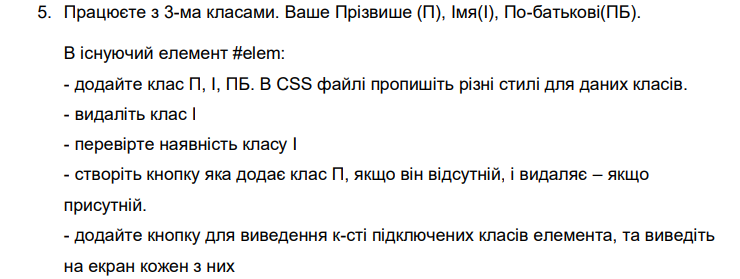 5. Працюєте з 3-ма класами. Ваше Прізвише (П), Імя(І), По-батькові(ПБ).
В існуючий елемент #elem:
- додайте клас П, І, ПБ. В CSS файлі пропишіть різні стилі для даних класів.
- видаліть клас І
- перевірте наявність класу І
- створіть кнопку яка додає клас П, якщо він відсутній, і видаляє – якщо
присутній.
- додайте кнопку для виведення к-сті підключених класів елемента, та виведіть
на екран кожен з них